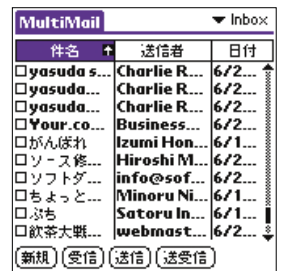 MultiMail ▼ Inbox
件名 送信者 日付
yasuda s... Charlie R... 6/2...
yasuda... Charlie R... 6/2...
yasuda... Charlie R... 6/2...
Your.co... Business... 6/2...
がんばれ Izumi Hon... 6/1...
ソース修... Hiroshi M... 6/2...
ソフトダ... info@sof... 6/2...
ちょっと... Minoru Ni... 6/1...
ぷち Satoru In... 6/1...
飲茶大戦... webmast... 6/2...
新規 受信 送信 送受信